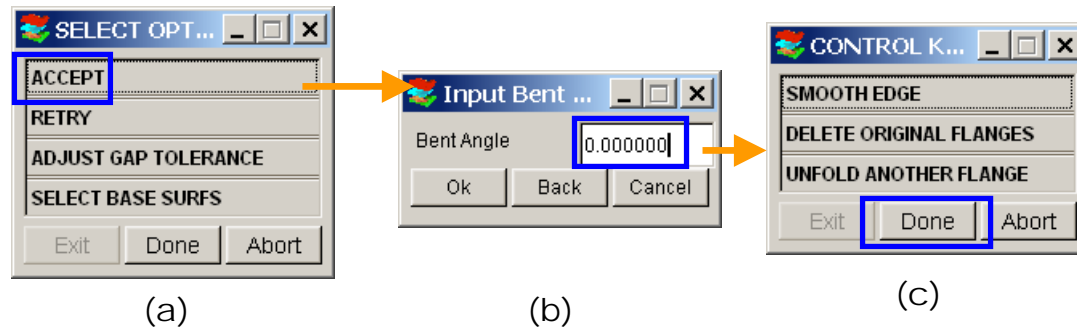 SELECT OPT...
ACCEPT
RETRY
ADJUST GAP TOLERANCE
SELECT BASE SURFS
Exit Done Abort
(a)
Input Bent ...
Bent Angle 0.000000
Ok Back Cancel
(b)
CONTROL K...
SMOOTH EDGE
DELETE ORIGINAL FLANGES
UNFOLD ANOTHER FLANGE
Exit Done Abort
(c)